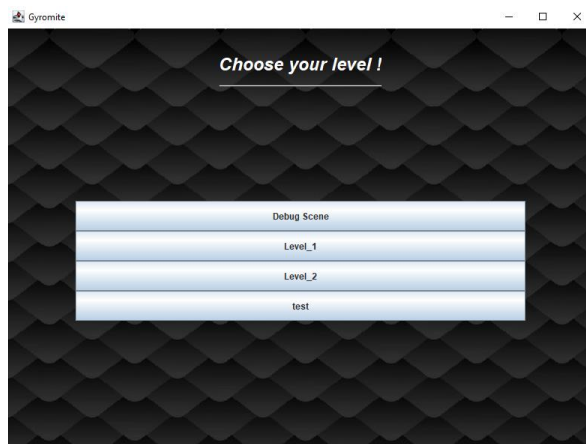 Gyromite
Choose your level !
Debug Scene
Level_1
Level_2
test